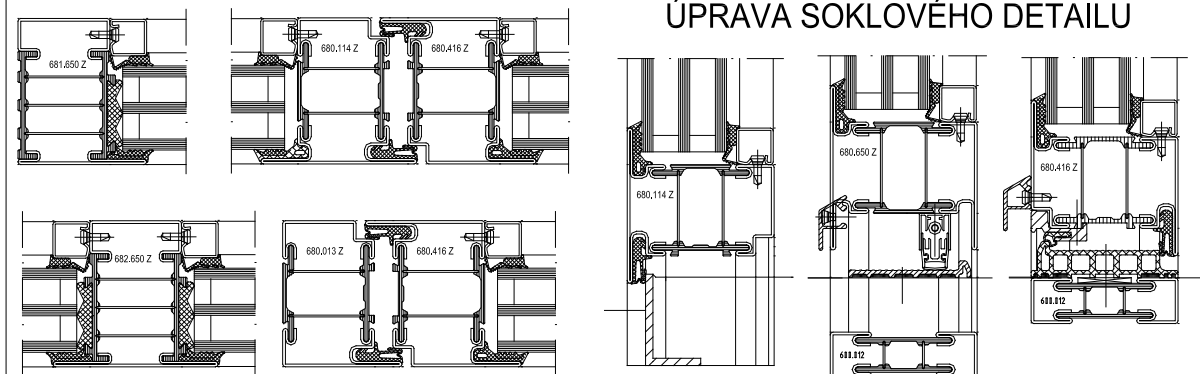 ÚPRAVA SOKLOVÉHO DETAILU
681.650 Z
680.114 Z
680.416 Z
680.114 Z
680.650 Z
680.416 Z
682.650 Z
680.013 Z
680.416 Z
680.012
680.012